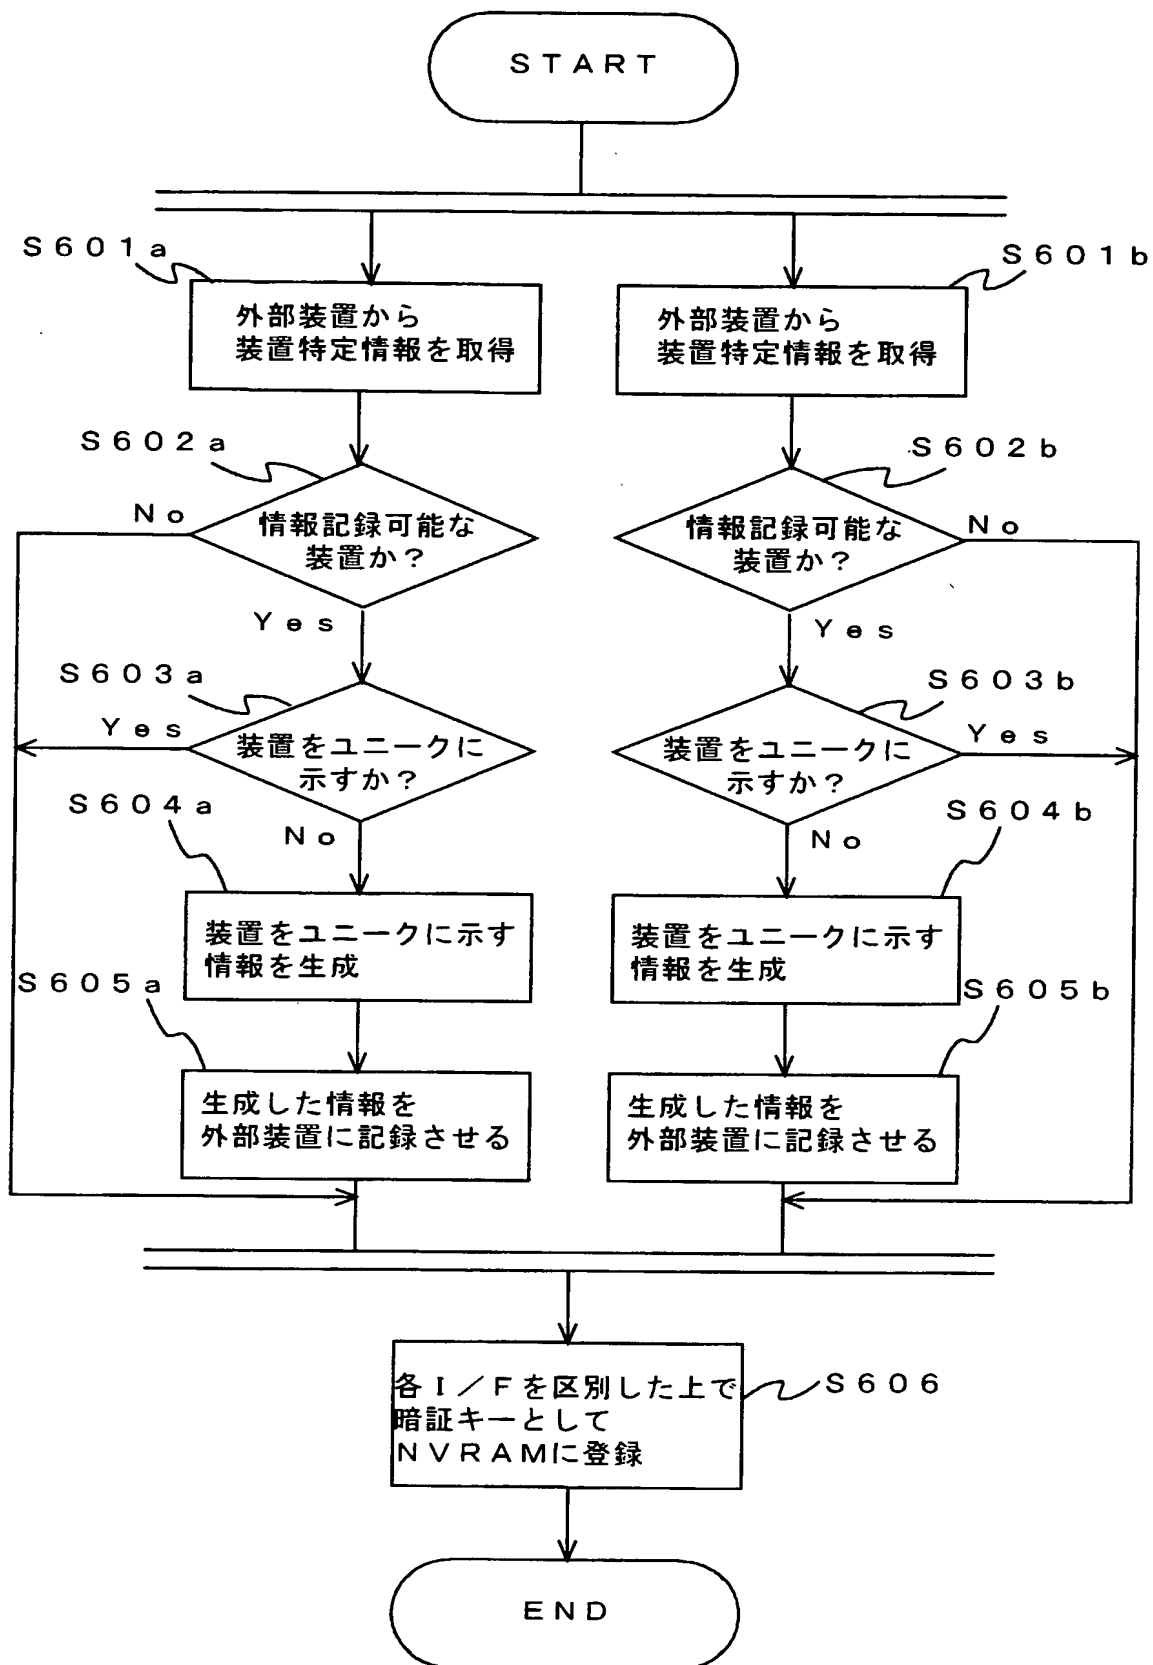 START
S601a
S601b
外部装置から
装置特定情報を取得
外部装置から
装置特定情報を取得
S602a
S602b
No
情報記録可能な
装置か?
情報記録可能な
装置か?
No
Yes
Yes
S603a
S603b
Yes
装置をユニークに
示すか?
装置をユニークに
示すか?
Yes
S604a
No
No
S604b
装置をユニークに示す
情報を生成
装置をユニークに示す
情報を生成
S605a
S605b
生成した情報を
外部装置に記録させる
生成した情報を
外部装置に記録させる
各I/Fを区別した上で
暗証キーとして
NVRAMに登録
S606
END